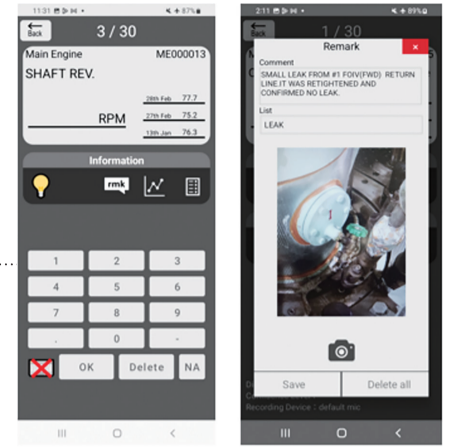 11:31
87%
Back
3 / 30
Main Engine
ME000013
SHAFT REV.
28th Feb 77.7
RPM
27th Feb 75.2
13th Jan 76.3
Information
rmk
1 2 3
4 5 6
7 8 9
. 0 -
OK Delete NA
2:11
89%
Back
1 / 30
Remark
×
Comment
SMALL LEAK FROM #1 FOIV(FWD) RETURN
LINE.IT WAS RETIGHTENED AND
CONFIRMED NO LEAK.
List
LEAK
1
Save
Delete all
Recording Device : default mic